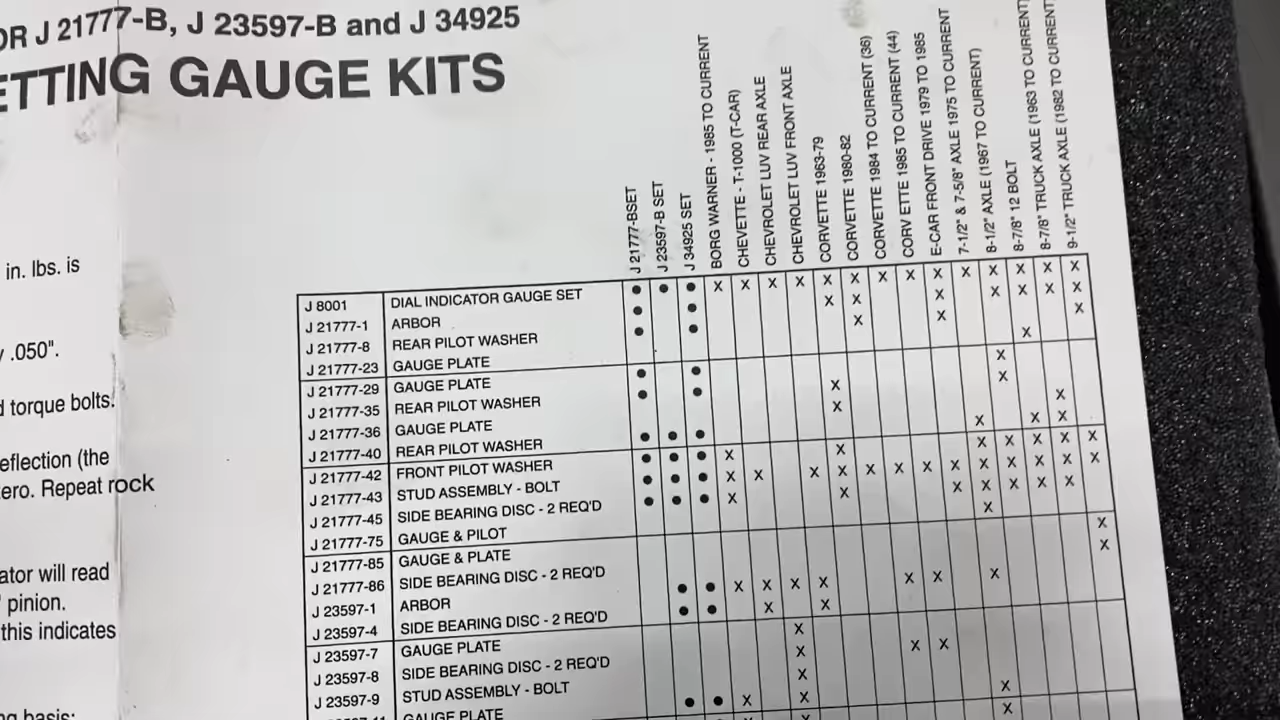 OR J 21777-B, J 23597-B and J 34925
ETTING GAUGE KITS
in. lbs. is
.050".
d torque bolts.
eflection (the
ero. Repeat rock
ator will read
pinion.
this indicates
ng basis:
J 21777-BSET
J 23597-B SET
J 34925 SET
BORG WARNER - 1985 TO CURRENT
CHEVETTE - T-1000 (T-CAR)
CHEVROLET LUV REAR AXLE
CHEVROLET LUV FRONT AXLE
CORVETTE 1963-79
CORVETTE 1980-82
CORVETTE 1984 TO CURRENT (36)
CORV ETTE 1985 TO CURRENT (44)
E-CAR FRONT DRIVE 1979 TO 1985
7-1/2" & 7-5/8" AXLE 1975 TO CURRENT
8-1/2" AXLE (1967 TO CURRENT)
8-7/8" 12 BOLT
8-7/8" TRUCK AXLE (1963 TO CURRENT)
9-1/2" TRUCK AXLE (1982 TO CURRENT)
J 8001 DIAL INDICATOR GAUGE SET
J 21777-1 ARBOR
J 21777-8 REAR PILOT WASHER
J 21777-23 GAUGE PLATE
J 21777-29 GAUGE PLATE
J 21777-35 REAR PILOT WASHER
J 21777-36 GAUGE PLATE
J 21777-40 REAR PILOT WASHER
J 21777-42 FRONT PILOT WASHER
J 21777-43 STUD ASSEMBLY - BOLT
J 21777-45 SIDE BEARING DISC - 2 REQ'D
J 21777-75 GAUGE & PILOT
J 21777-85 GAUGE & PLATE
J 21777-86 SIDE BEARING DISC - 2 REQ'D
J 23597-1 ARBOR
J 23597-4 SIDE BEARING DISC - 2 REQ'D
J 23597-7 GAUGE PLATE
J 23597-8 SIDE BEARING DISC - 2 REQ'D
J 23597-9 STUD ASSEMBLY - BOLT
GAUGE PLATE